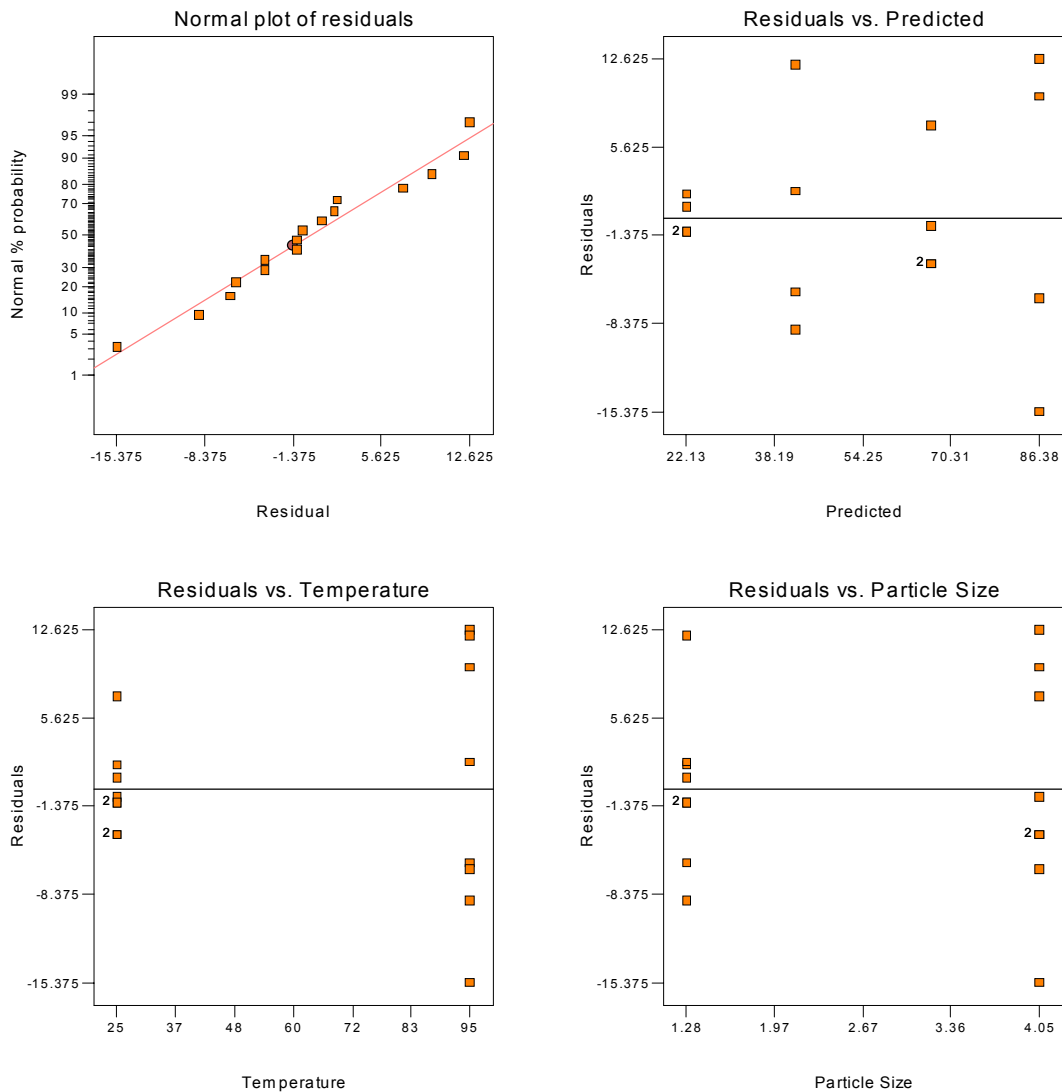 Normal plot of residuals
99
95
90
80
70
50
30
20
10
5
1
Normal % probability
-15.375 -8.375 -1.375 5.625 12.625
Residual
Residuals vs. Predicted
12.625
5.625
-1.375
-8.375
-15.375
Residuals
2
2
22.13 38.19 54.25 70.31 86.38
Predicted
Residuals vs. Temperature
12.625
5.625
-1.375
-8.375
-15.375
Residuals
2
2
25 37 48 60 72 83 95
Temperature
Residuals vs. Particle Size
12.625
5.625
-1.375
-8.375
-15.375
Residuals
2
2
1.28 1.97 2.67 3.36 4.05
Particle Size